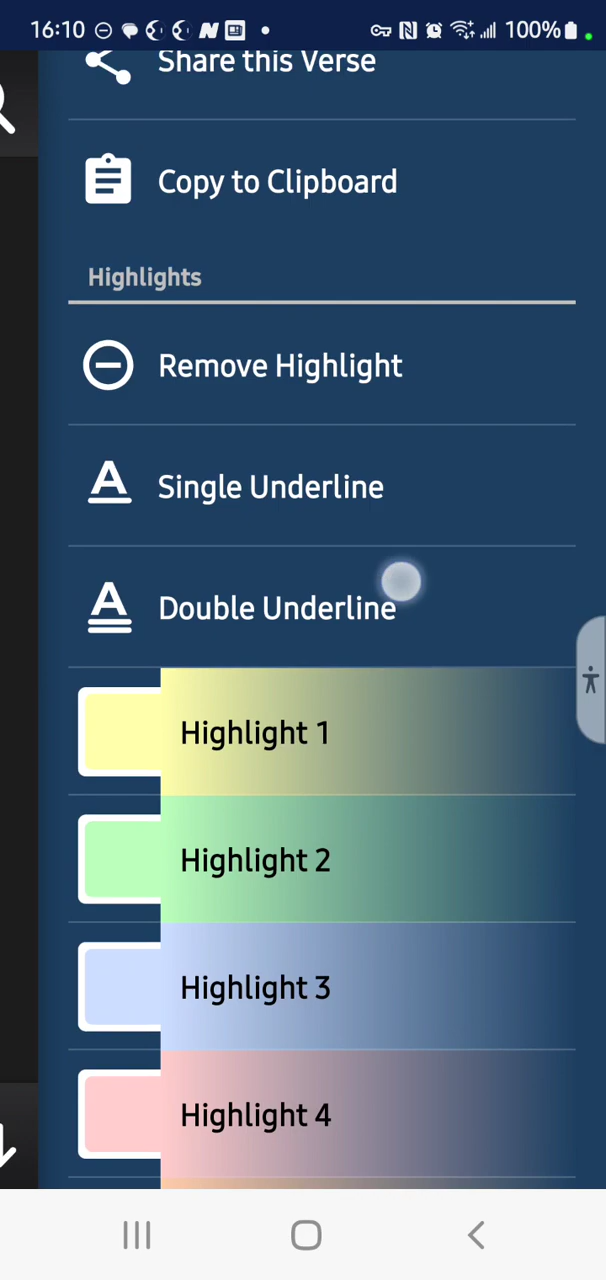 16:10
100%
Share this Verse
Copy to Clipboard
Highlights
Remove Highlight
A Single Underline
A Double Underline
Highlight 1
Highlight 2
Highlight 3
Highlight 4